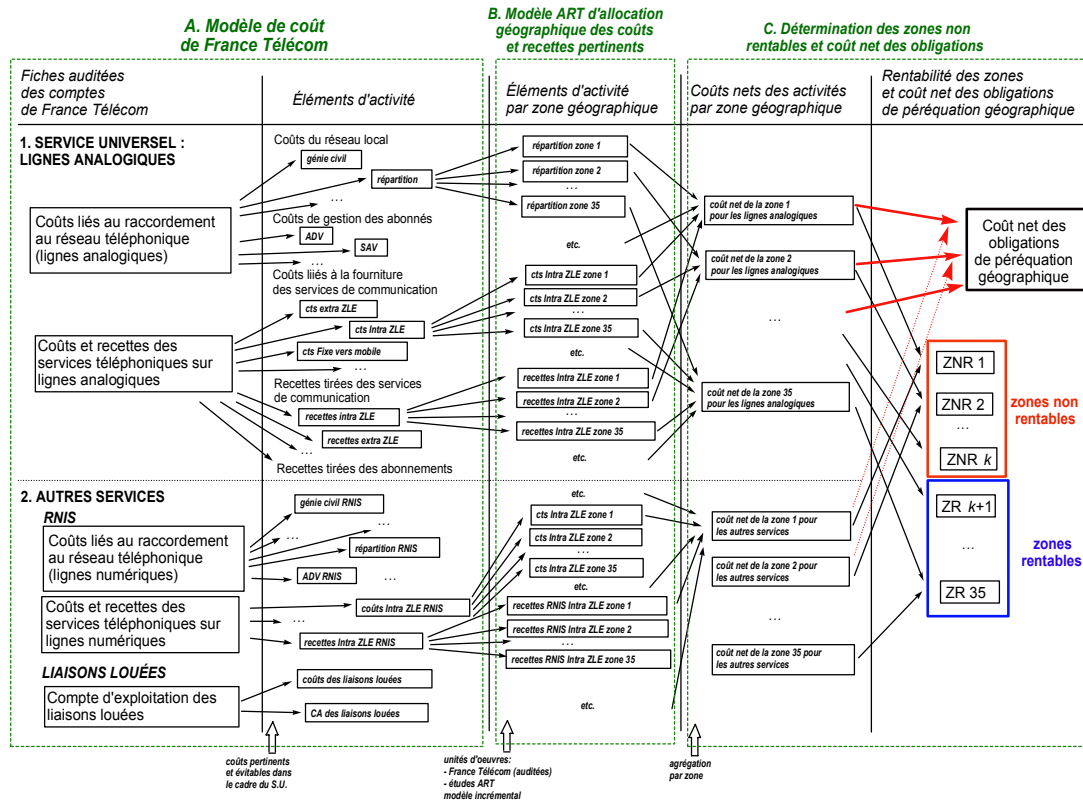 A. Modèle de coût
de France Télécom
B. Modèle ART d'allocation
géographique des coûts
et recettes pertinents
C. Détermination des zones non
rentables et coût net des obligations
Fiches auditées
des comptes
de France Télécom
Éléments d'activité
Éléments d'activité
par zone géographique
Coûts nets des activités
par zone géographique
Rentabilité des zones
et coût net des obligations
de péréquation géographique
1. SERVICE UNIVERSEL :
LIGNES ANALOGIQUES
Coûts liés au raccordement
au réseau téléphonique
(lignes analogiques)
Coûts et recettes des
services téléphoniques sur
lignes analogiques
Coûts du réseau local
génie civil
répartition
...
Coûts de gestion des abonnés
ADV
SAV
...
Coûts liiés à la fourniture
des services de communication
cts extra ZLE
cts Intra ZLE
cts Fixe vers mobile
...
Recettes tirées des services
de communication
recettes intra ZLE
recettes extra ZLE
...
Recettes tirées des abonnements
répartition zone 1
répartition zone 2
...
répartition zone 35
etc.
cts Intra ZLE zone 1
cts Intra ZLE zone 2
...
cts Intra ZLE zone 35
etc.
recettes Intra ZLE zone 1
recettes Intra ZLE zone 2
...
recettes Intra ZLE zone 35
etc.
coût net de la zone 1
pour les lignes analogiques
coût net de la zone 2
pour les lignes analogiques
...
coût net de la zone 35
pour les lignes analogiques
Coût net des
obligations
de péréquation
géographique
ZNR 1
ZNR 2
...
ZNR k
zones non
rentables
ZR k+1
...
ZR 35
zones
rentables
2. AUTRES SERVICES
RNIS
Coûts liés au raccordement
au réseau téléphonique
(lignes numériques)
Coûts et recettes des
services téléphoniques sur
lignes numériques
LIAISONS LOUÉES
Compte d'exploitation des
liaisons louées
génie civil RNIS
...
...
répartition RNIS
ADV RNIS
...
coûts Intra ZLE RNIS
...
recettes Intra ZLE RNIS
coûts des liaisons louées
CA des liaisons louées
etc.
cts Intra ZLE zone 1
cts Intra ZLE zone 2
...
cts Intra ZLE zone 35
etc.
recettes RNIS Intra ZLE zone 1
recettes RNIS Intra ZLE zone 2
...
recettes RNIS Intra ZLE zone 35
etc.
coût net de la zone 1 pour
les autres services
coût net de la zone 2 pour
les autres services
...
coût net de la zone 35 pour
les autres services
coûts pertinents
et évitables dans
le cadre du S.U.
unités d'oeuvres:
- France Télécom (auditées)
- études ART
modèle incrémental
agrégation
par zone